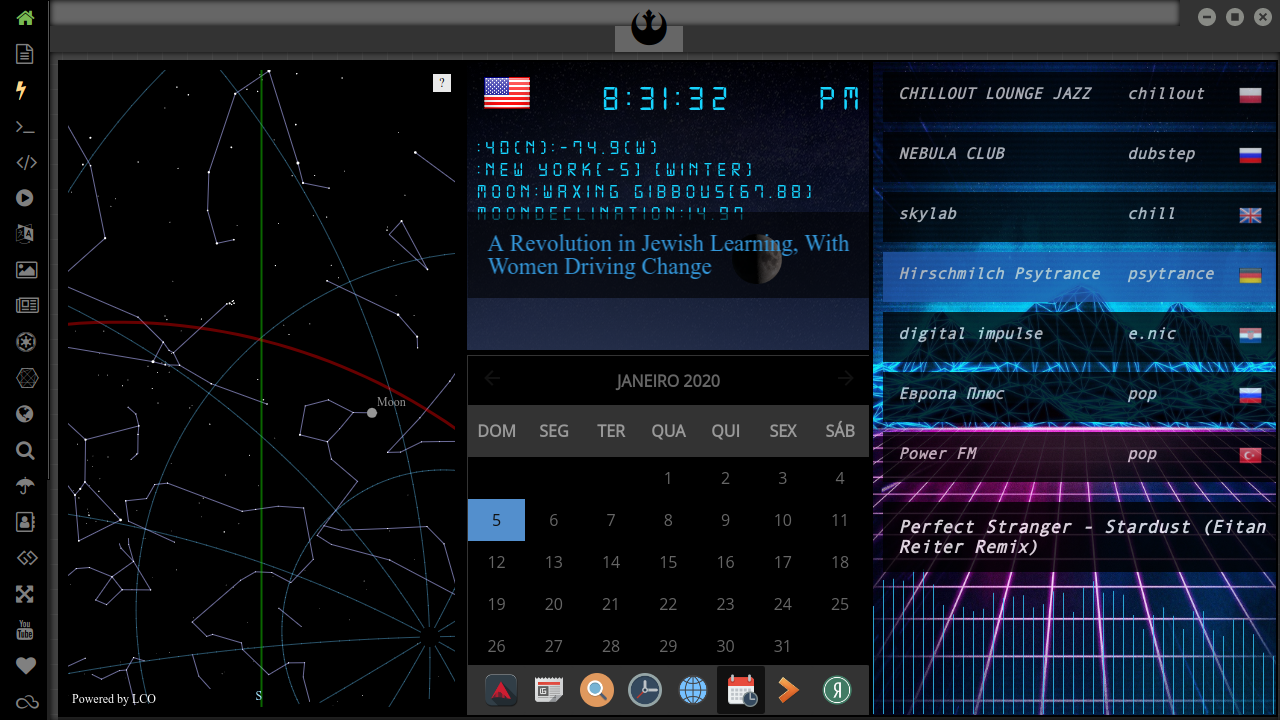 ?
Moon
S
Powered by LCO
8:31:32 PM
:40(N):-74.9(W)
:NEW YORK[-5] [WINTER]
MOON:WAXING GIBBOUS[67.88]
MOONDECLINATION:14.97
A Revolution in Jewish Learning, With
Women Driving Change
JANEIRO 2020
DOM SEG TER QUA QUI SEX SÁB
1 2 3 4
5 6 7 8 9 10 11
12 13 14 15 16 17 18
19 20 21 22 23 24 25
26 27 28 29 30 31
CHILLOUT LOUNGE JAZZ chillout
NEBULA CLUB dubstep
skylab chill
Hirschmilch Psytrance psytrance
digital impulse e.nic
Европа Плюс pop
Power FM pop
Perfect Stranger - Stardust (Eitan
Reiter Remix)
You
Tube
Я